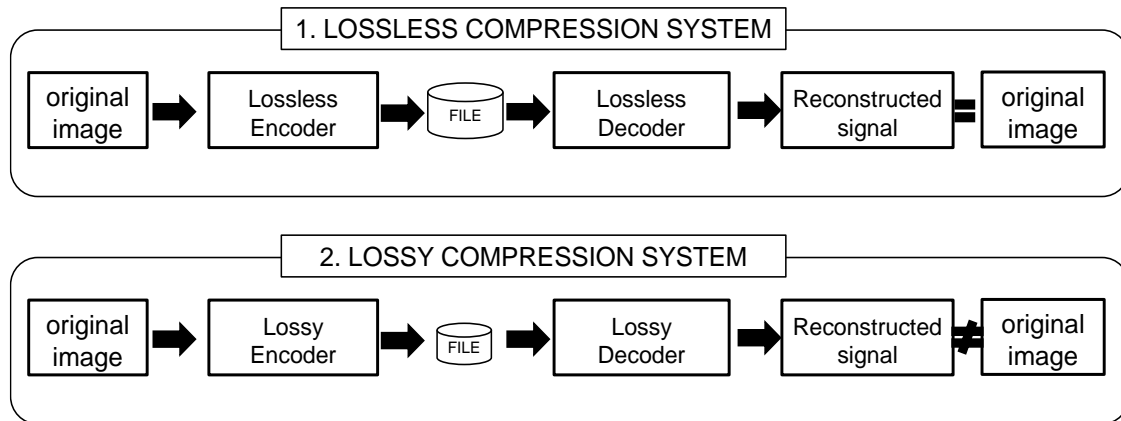 1. LOSSLESS COMPRESSION SYSTEM
original
image
Lossless
Encoder
FILE
Lossless
Decoder
Reconstructed
signal
=
original
image
2. LOSSY COMPRESSION SYSTEM
original
image
Lossy
Encoder
FILE
Lossy
Decoder
Reconstructed
signal
≠
original
image